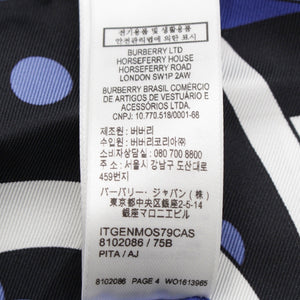 전기용품 및 생활용품
안전관리법에 의한 표시
BURBERRY LTD
HORSEFERRY HOUSE
HORSEFERRY ROAD
LONDON SW1P 2AW
BURBERRY BRASIL COMÉRCIO
DE ARTIGOS DE VESTUÁRIO E
ACESSÓRIOS LTDA.
CNPJ: 10.770.518/0001-66
제조원 : 버버리
수입원 : 버버리코리아(주)
소비자상담실 : 080 700 8800
주소 : 서울시 강남구 도산대로
459번지
バーバリー・ジャパン(株)
東京都中央区銀座2-5-14
銀座マロニエビル
ITGENMOS79CAS
8102086 / 75B
PITA / AJ
8102086 PAGE 4 WO1613965